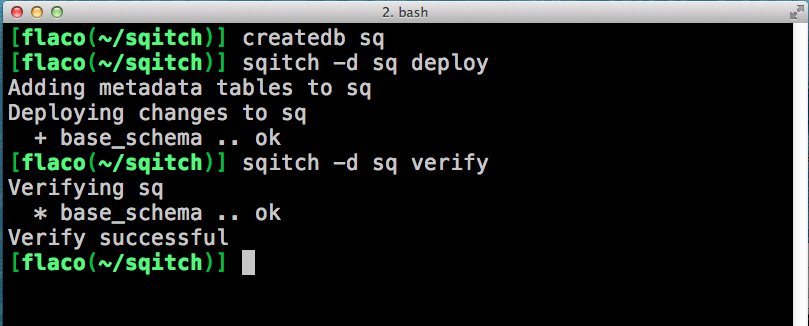 2. bash
[flaco(~/sqitch)] createdb sq
[flaco(~/sqitch)] sqitch -d sq deploy
Adding metadata tables to sq
Deploying changes to sq
  + base_schema .. ok
[flaco(~/sqitch)] sqitch -d sq verify
Verifying sq
  * base_schema .. ok
Verify successful
[flaco(~/sqitch)]